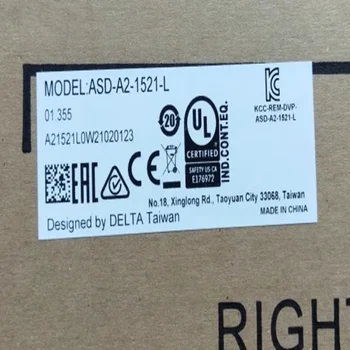 MODEL:ASD-A2-1521-L
01.355
A21521L0W21020123
20
UL
CERTIFIED
SAFETY US-CA
E176972
IND.CONT.EQ.
KC
KCC-REM-DVP-
ASD-A2-1521-L
EAC
No.18, Xinglong Rd., Taoyuan City 33068, Taiwan
Designed by DELTA Taiwan
MADE IN CHINA
RIGHT